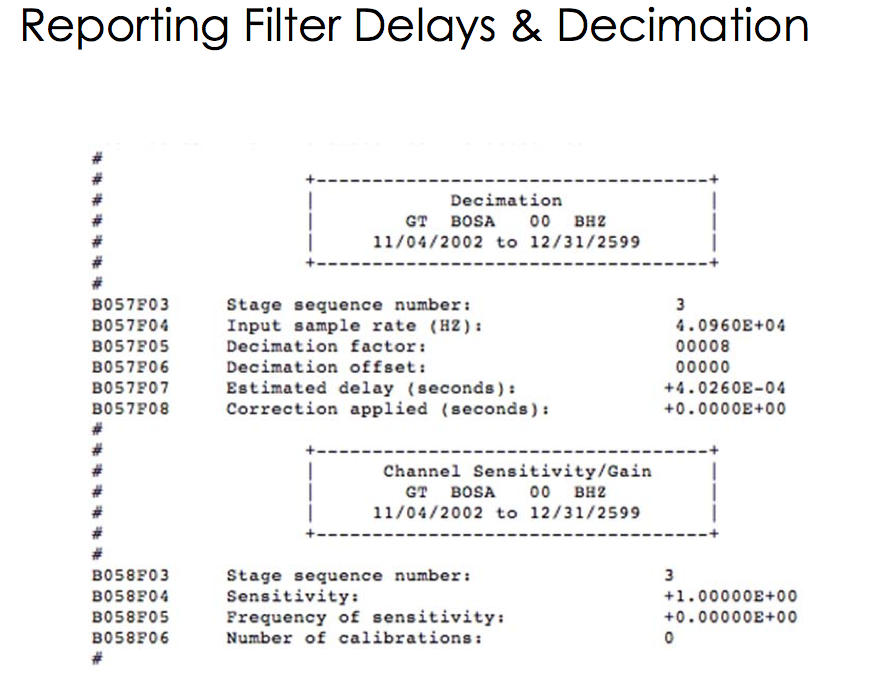 Reporting Filter Delays & Decimation
#
# +-----------------------------------+
# | Decimation |
# | GT BOSA 00 BHZ |
# | 11/04/2002 to 12/31/2599 |
# +-----------------------------------+
#
B057F03 Stage sequence number: 3
B057F04 Input sample rate (HZ): 4.0960E+04
B057F05 Decimation factor: 00008
B057F06 Decimation offset: 00000
B057F07 Estimated delay (seconds): +4.0260E-04
B057F08 Correction applied (seconds): +0.0000E+00
#
# +-----------------------------------+
# | Channel Sensitivity/Gain |
# | GT BOSA 00 BHZ |
# | 11/04/2002 to 12/31/2599 |
# +-----------------------------------+
#
B058F03 Stage sequence number: 3
B058F04 Sensitivity: +1.00000E+00
B058F05 Frequency of sensitivity: +0.00000E+00
B058F06 Number of calibrations: 0
#